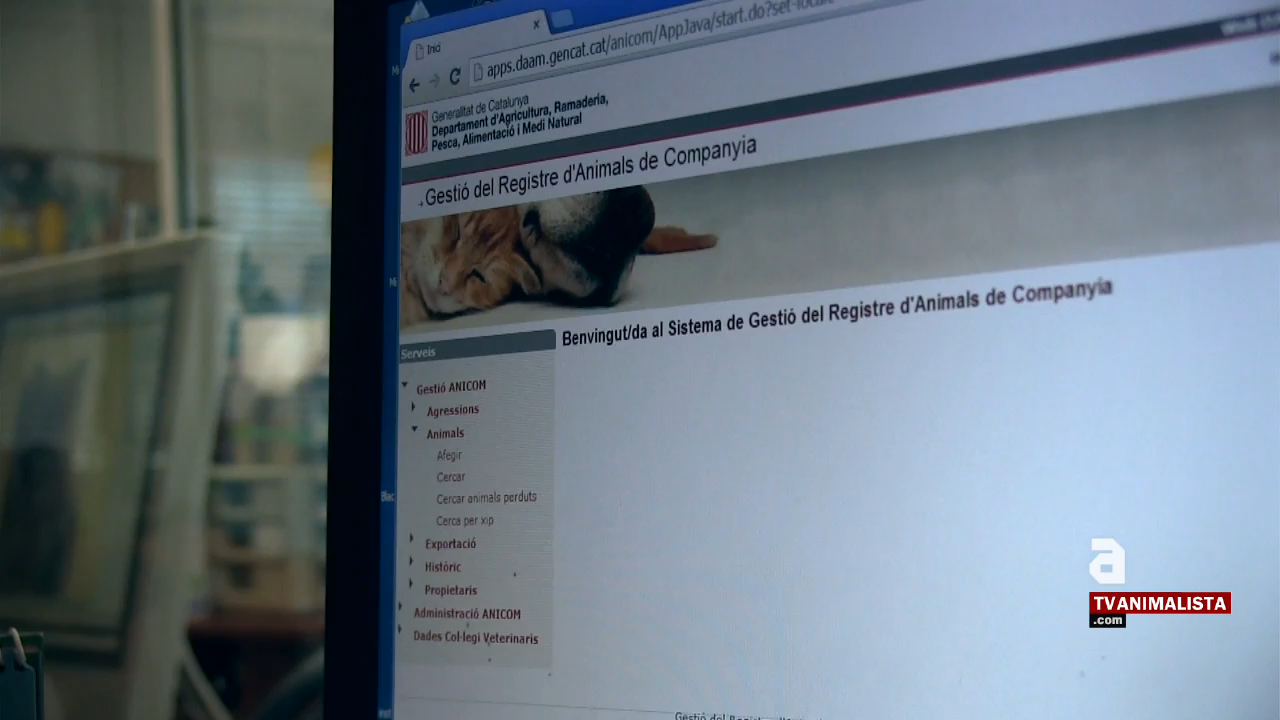 Inici
apps.daam.gencat.cat/anicom/AppJava/start.do?set-locale
Generalitat de Catalunya
Departament d'Agricultura, Ramaderia,
Pesca, Alimentació i Medi Natural
Gestió del Registre d'Animals de Companyia
Benvingut/da al Sistema de Gestió del Registre d'Animals de Companyia
Serveis
Gestió ANICOM
Agressions
Animals
Afegir
Cercar
Cercar animals perduts
Cerca per xip
Exportació
Històric
Propietaris
Administració ANICOM
Dades Col·legi Veterinaris
a
TVANIMALISTA
.com
Gestió del